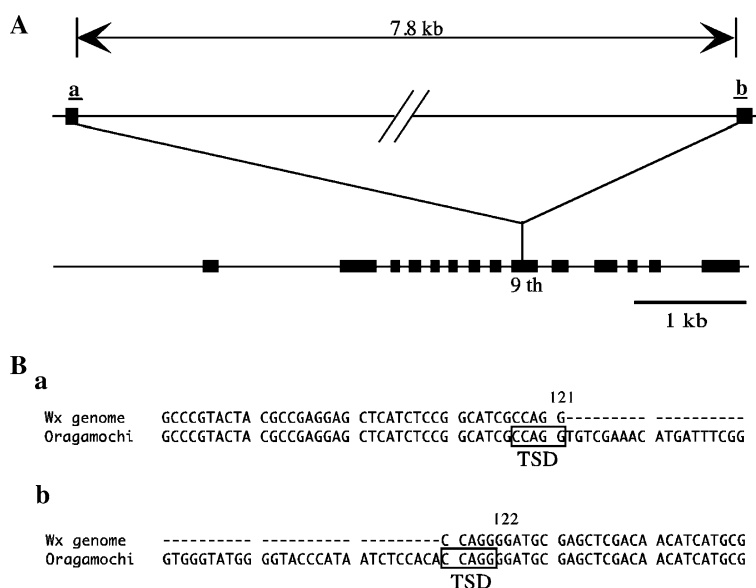 A
7.8 kb
a
b
9 th
1 kb
B
a
121
Wx genome GCCCGTACTA CGCCGAGGAG CTCATCTCCG GCATCGCCAG G--------- ----------
Oragamochi GCCCGTACTA CGCCGAGGAG CTCATCTCCG GCATCGCCAG GTGTCGAAAC ATGATTTCGG
TSD
b
122
Wx genome ---------- ---------- ----------C CAGGGGATGC GAGCTCGACA ACATCATGCG
Oragamochi GTGGGTATGG GGTACCCATA ATCTCCACAC CAGGGGATGC GAGCTCGACA ACATCATGCG
TSD